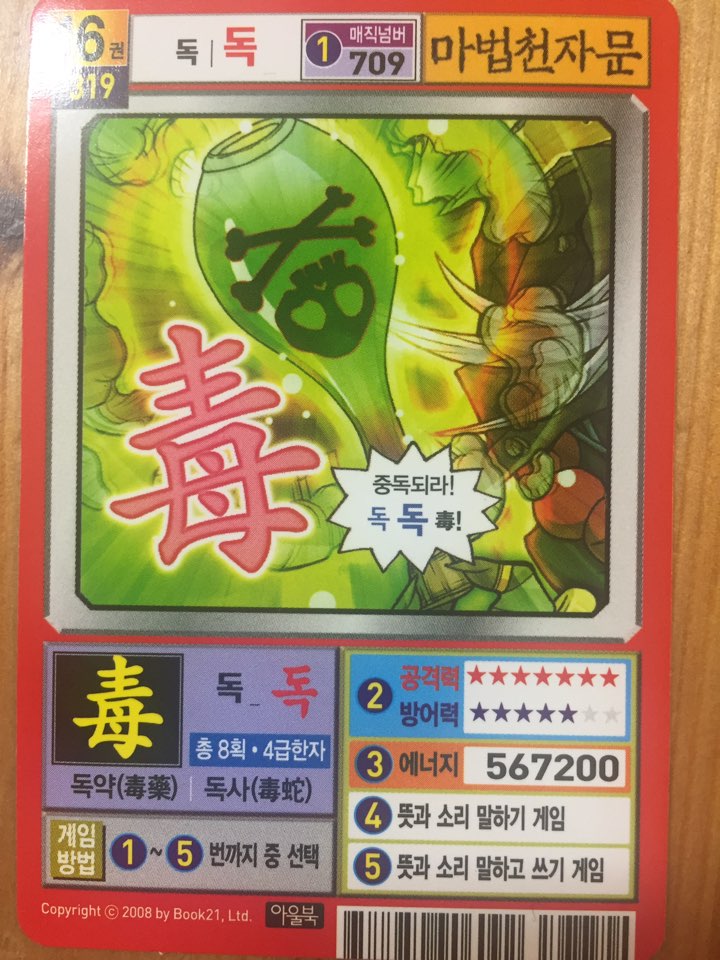 6권
319
독 | 독
1 매직넘버
709
마법천자문
毒
중독되라!
독 독 毒!
毒
독_독
총 8획 • 4급한자
독약(毒藥) | 독사(毒蛇)
게임
방법
1 ~ 5 번까지 중 선택
2 공격력 ★★★★★★★
방어력 ★★★★★★★
3 에너지 567200
4 뜻과 소리 말하기 게임
5 뜻과 소리 말하고 쓰기 게임
Copyright ⓒ 2008 by Book21, Ltd. 아울북